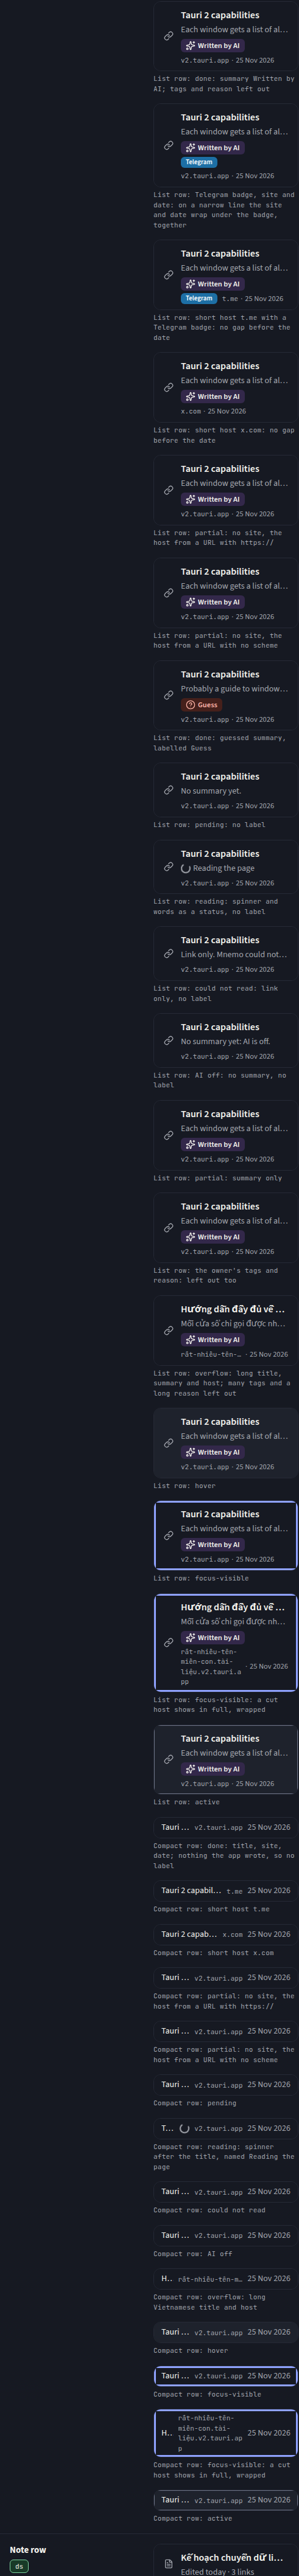 Tauri 2 capabilities
Each window gets a list of al…
Written by AI
v2.tauri.app · 25 Nov 2026
List row: done: summary Written by
AI; tags and reason left out
Tauri 2 capabilities
Each window gets a list of al…
Written by AI
Telegram
v2.tauri.app · 25 Nov 2026
List row: Telegram badge, site and
date: on a narrow line the site
and date wrap under the badge,
together
Tauri 2 capabilities
Each window gets a list of al…
Written by AI
Telegram t.me · 25 Nov 2026
List row: short host t.me with a
Telegram badge: no gap before the
date
Tauri 2 capabilities
Each window gets a list of al…
Written by AI
x.com · 25 Nov 2026
List row: short host x.com: no gap
before the date
Tauri 2 capabilities
Each window gets a list of al…
Written by AI
v2.tauri.app · 25 Nov 2026
List row: partial: no site, the
host from a URL with https://
Tauri 2 capabilities
Each window gets a list of al…
Written by AI
v2.tauri.app · 25 Nov 2026
List row: partial: no site, the
host from a URL with no scheme
Tauri 2 capabilities
Probably a guide to window…
Guess
v2.tauri.app · 25 Nov 2026
List row: done: guessed summary,
labelled Guess
Tauri 2 capabilities
No summary yet.
v2.tauri.app · 25 Nov 2026
List row: pending: no label
Tauri 2 capabilities
Reading the page
v2.tauri.app · 25 Nov 2026
List row: reading: spinner and
words as a status, no label
Tauri 2 capabilities
Link only. Mnemo could not…
v2.tauri.app · 25 Nov 2026
List row: could not read: link
only, no label
Tauri 2 capabilities
No summary yet: AI is off.
v2.tauri.app · 25 Nov 2026
List row: AI off: no summary, no
label
Tauri 2 capabilities
Each window gets a list of al…
Written by AI
v2.tauri.app · 25 Nov 2026
List row: partial: summary only
Tauri 2 capabilities
Each window gets a list of al…
Written by AI
v2.tauri.app · 25 Nov 2026
List row: the owner's tags and
reason: left out too
Hướng dẫn đầy đủ về …
Mỗi cửa sổ chỉ gọi được nh…
Written by AI
rất-nhiều-tên-… · 25 Nov 2026
List row: overflow: long title,
summary and host; many tags and a
long reason left out
Tauri 2 capabilities
Each window gets a list of al…
Written by AI
v2.tauri.app · 25 Nov 2026
List row: hover
Tauri 2 capabilities
Each window gets a list of al…
Written by AI
v2.tauri.app · 25 Nov 2026
List row: focus-visible
Hướng dẫn đầy đủ về …
Mỗi cửa sổ chỉ gọi được nh…
Written by AI
rất-nhiều-tên-
miền-con.tài-
liệu.v2.tauri.a
pp
· 25 Nov 2026
List row: focus-visible: a cut
host shows in full, wrapped
Tauri 2 capabilities
Each window gets a list of al…
Written by AI
v2.tauri.app · 25 Nov 2026
List row: active
Tauri … v2.tauri.app 25 Nov 2026
Compact row: done: title, site,
date; nothing the app wrote, so no
label
Tauri 2 capabil… t.me 25 Nov 2026
Compact row: short host t.me
Tauri 2 capab… x.com 25 Nov 2026
Compact row: short host x.com
Tauri … v2.tauri.app 25 Nov 2026
Compact row: partial: no site, the
host from a URL with https://
Tauri … v2.tauri.app 25 Nov 2026
Compact row: partial: no site, the
host from a URL with no scheme
Tauri … v2.tauri.app 25 Nov 2026
Compact row: pending
T… v2.tauri.app 25 Nov 2026
Compact row: reading: spinner
after the title, named Reading the
page
Tauri … v2.tauri.app 25 Nov 2026
Compact row: could not read
Tauri … v2.tauri.app 25 Nov 2026
Compact row: AI off
H… rất-nhiều-tên-m… 25 Nov 2026
Compact row: overflow: long
Vietnamese title and host
Tauri … v2.tauri.app 25 Nov 2026
Compact row: hover
Tauri … v2.tauri.app 25 Nov 2026
Compact row: focus-visible
H…
rất-nhiều-tên-
miền-con.tài-
liệu.v2.tauri.ap
p
25 Nov 2026
Compact row: focus-visible: a cut
host shows in full, wrapped
Tauri … v2.tauri.app 25 Nov 2026
Compact row: active
Note row
ds
Kế hoạch chuyển dữ li…
Edited today · 3 links